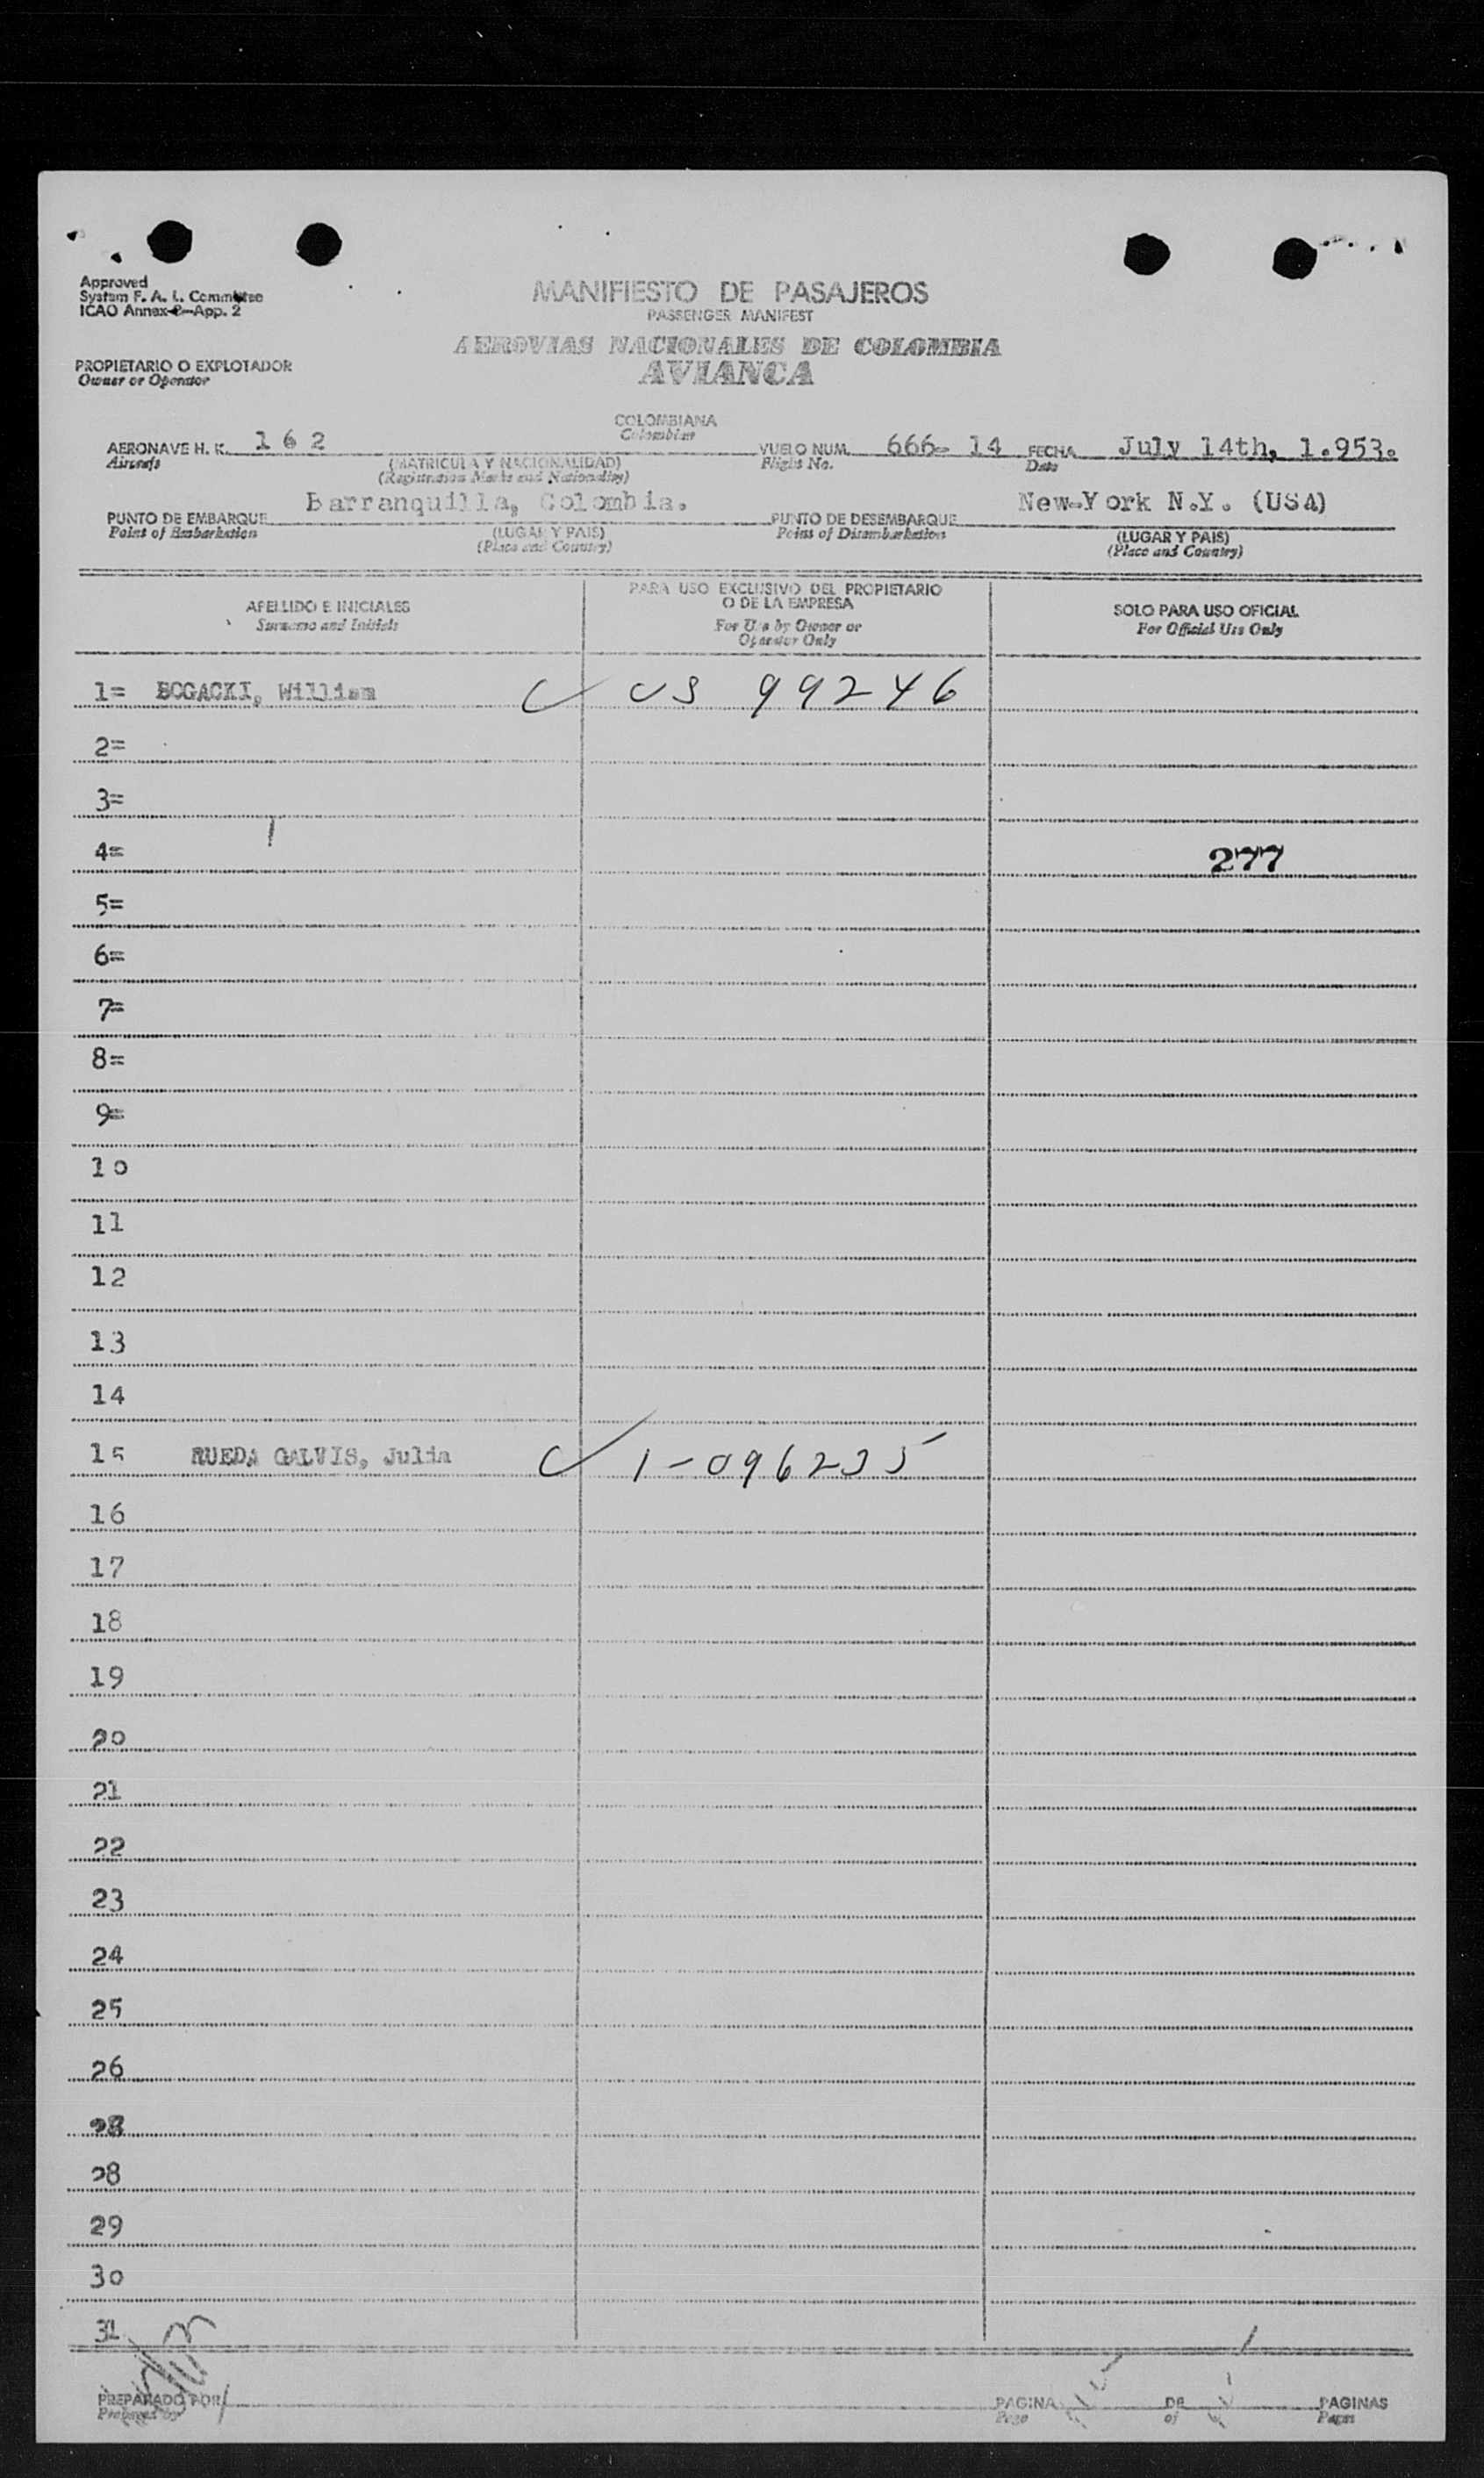 Approved
System F. A. L. Committee
ICAO Annex-9-App. 2
MANIFIESTO DE PASAJEROS
PASSENGER MANIFEST
AEROVIAS NACIONALES DE COLOMBIA
AVIANCA
PROPIETARIO O EXPLOTADOR
Owner or Operator
COLOMBIANA
Colombian
AERONAVE H. K. 162 VUELO NUM. 666- 14 FECHA July 14th, 1.953.
Aircraft (MATRICULA Y NACIONALIDAD) Flight No. Date
(Registration Marks and Nationality)
Barranquilla, Colombia. New-York N.Y. (USA)
PUNTO DE EMBARQUE (LUGAR Y PAIS) PUNTO DE DESEMBARQUE (LUGAR Y PAIS)
Point of Embarkation (Place and Country) Point of Disembarkation (Place and Country)
APELLIDO E INICIALES
Surname and Initials
PARA USO EXCLUSIVO DEL PROPIETARIO
O DE LA EMPRESA
For Use by Owner or
Operator Only
SOLO PARA USO OFICIAL
For Official Use Only
1= BOGACKI, William US 99246
2=
3=
4= 277
5=
6=
7=
8=
9=
10
11
12
13
14
15 RUEDA GALVIS, Julia 1-096235
16
17
18
19
20
21
22
23
24
25
26
28
29
30
31
PREPARADO POR PAGINA DE PAGINAS
Prepared by Page of Pages